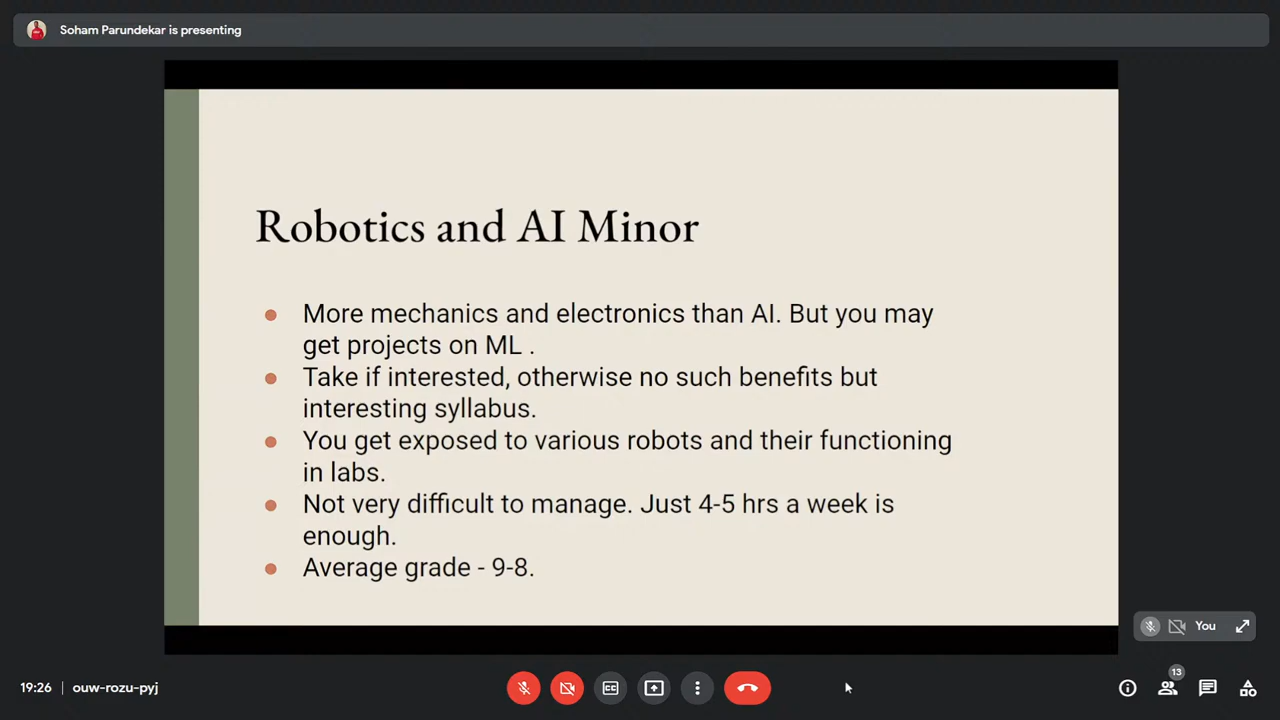 Soham Parundekar is presenting
Robotics and AI Minor
More mechanics and electronics than AI. But you may
get projects on ML .
Take if interested, otherwise no such benefits but
interesting syllabus.
You get exposed to various robots and their functioning
in labs.
Not very difficult to manage. Just 4-5 hrs a week is
enough.
Average grade - 9-8.
You
13
19:26 | ouw-rozu-pyj
CC